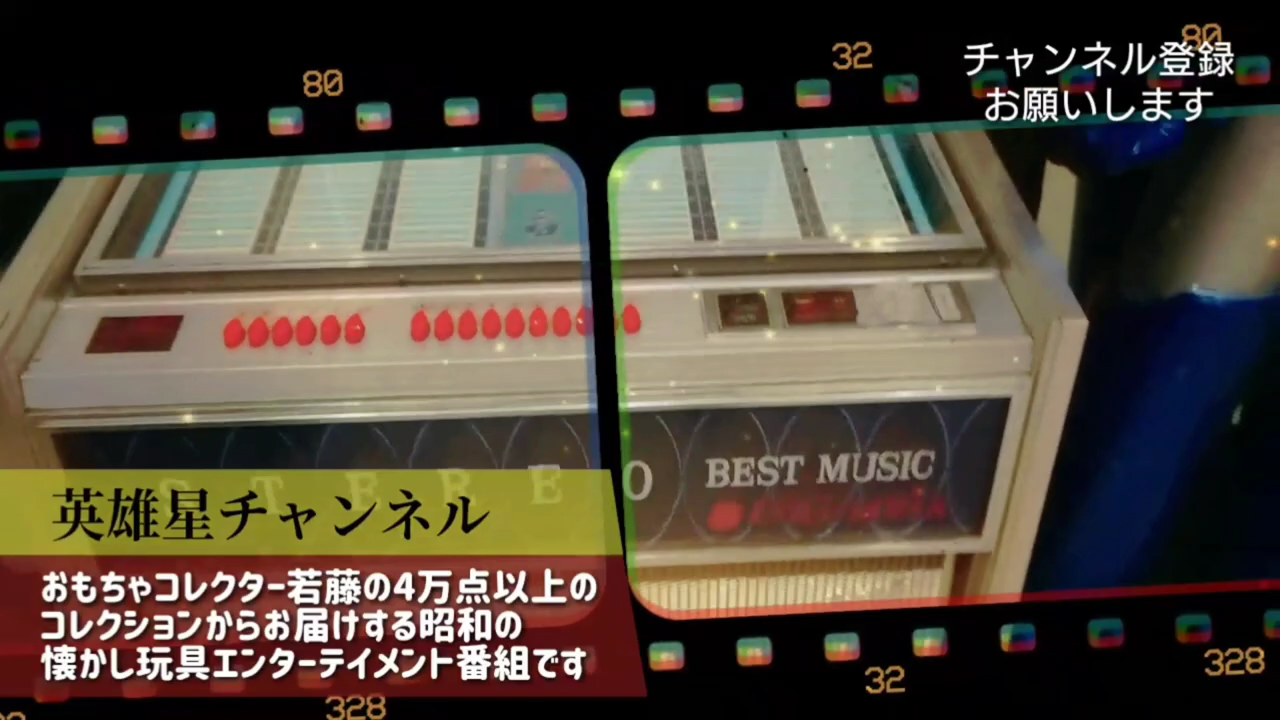 80
32
80
チャンネル登録
お願いします
STEREO
BEST MUSIC
英雄星チャンネル
おもちゃコレクター若藤の4万点以上の
コレクションからお届けする昭和の
懐かし玩具エンターテイメント番組です
32
328
328